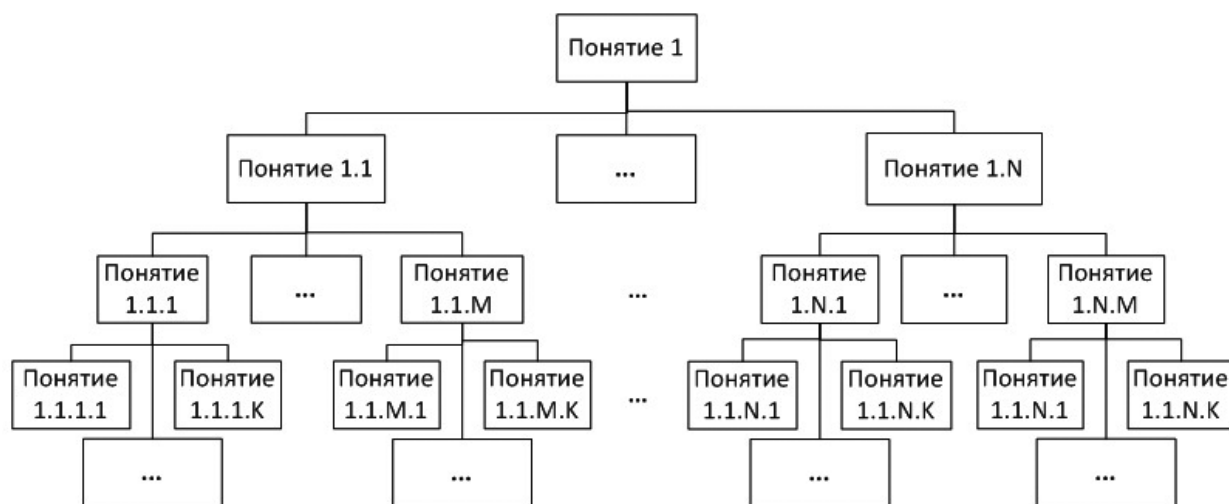 Понятие 1
Понятие 1.1
...
Понятие 1.N
Понятие
1.1.1
...
Понятие
1.1.M
...
Понятие
1.N.1
...
Понятие
1.N.M
Понятие
1.1.1.1
Понятие
1.1.1.K
Понятие
1.1.M.1
Понятие
1.1.M.K
...
Понятие
1.1.N.1
Понятие
1.1.N.K
Понятие
1.1.N.1
Понятие
1.1.N.K
...
...
...
...